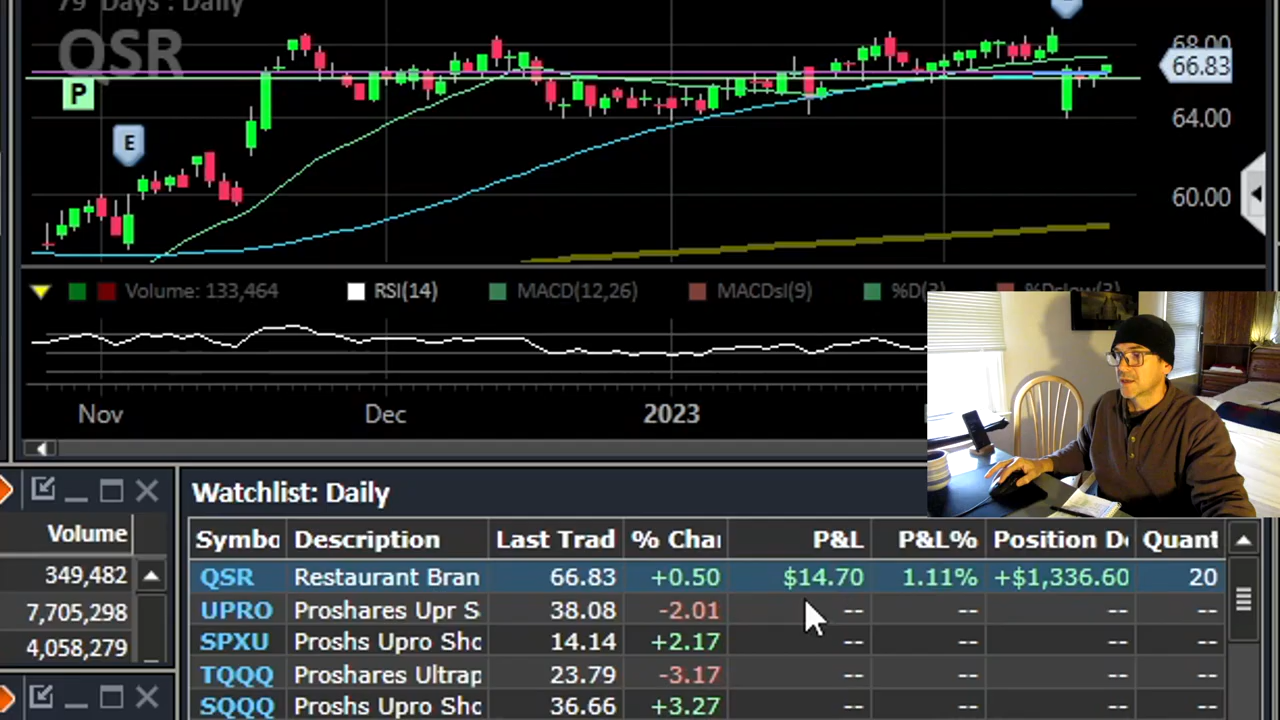 79 Days : Daily
QSR
68.00
66.83
P
64.00
E
60.00
Volume: 133,464 RSI(14) MACD(12,26) MACDsl(9) %D(3)
Nov Dec 2023
Watchlist: Daily
Volume
349,482
7,705,298
4,058,279
Symbo Description Last Trad % Cha P&L P&L% Position D Quant
QSR Restaurant Bran 66.83 +0.50 $14.70 1.11% +$1,336.60 20
UPRO Proshares Upr S 38.08 -2.01 -- -- -- --
SPXU Proshs Upro Sho 14.14 +2.17 -- -- -- --
TQQQ Proshares Ultrap 23.79 -3.17 -- -- -- --
SQQQ Proshs Upro Sho 36.66 +3.27 -- -- -- --